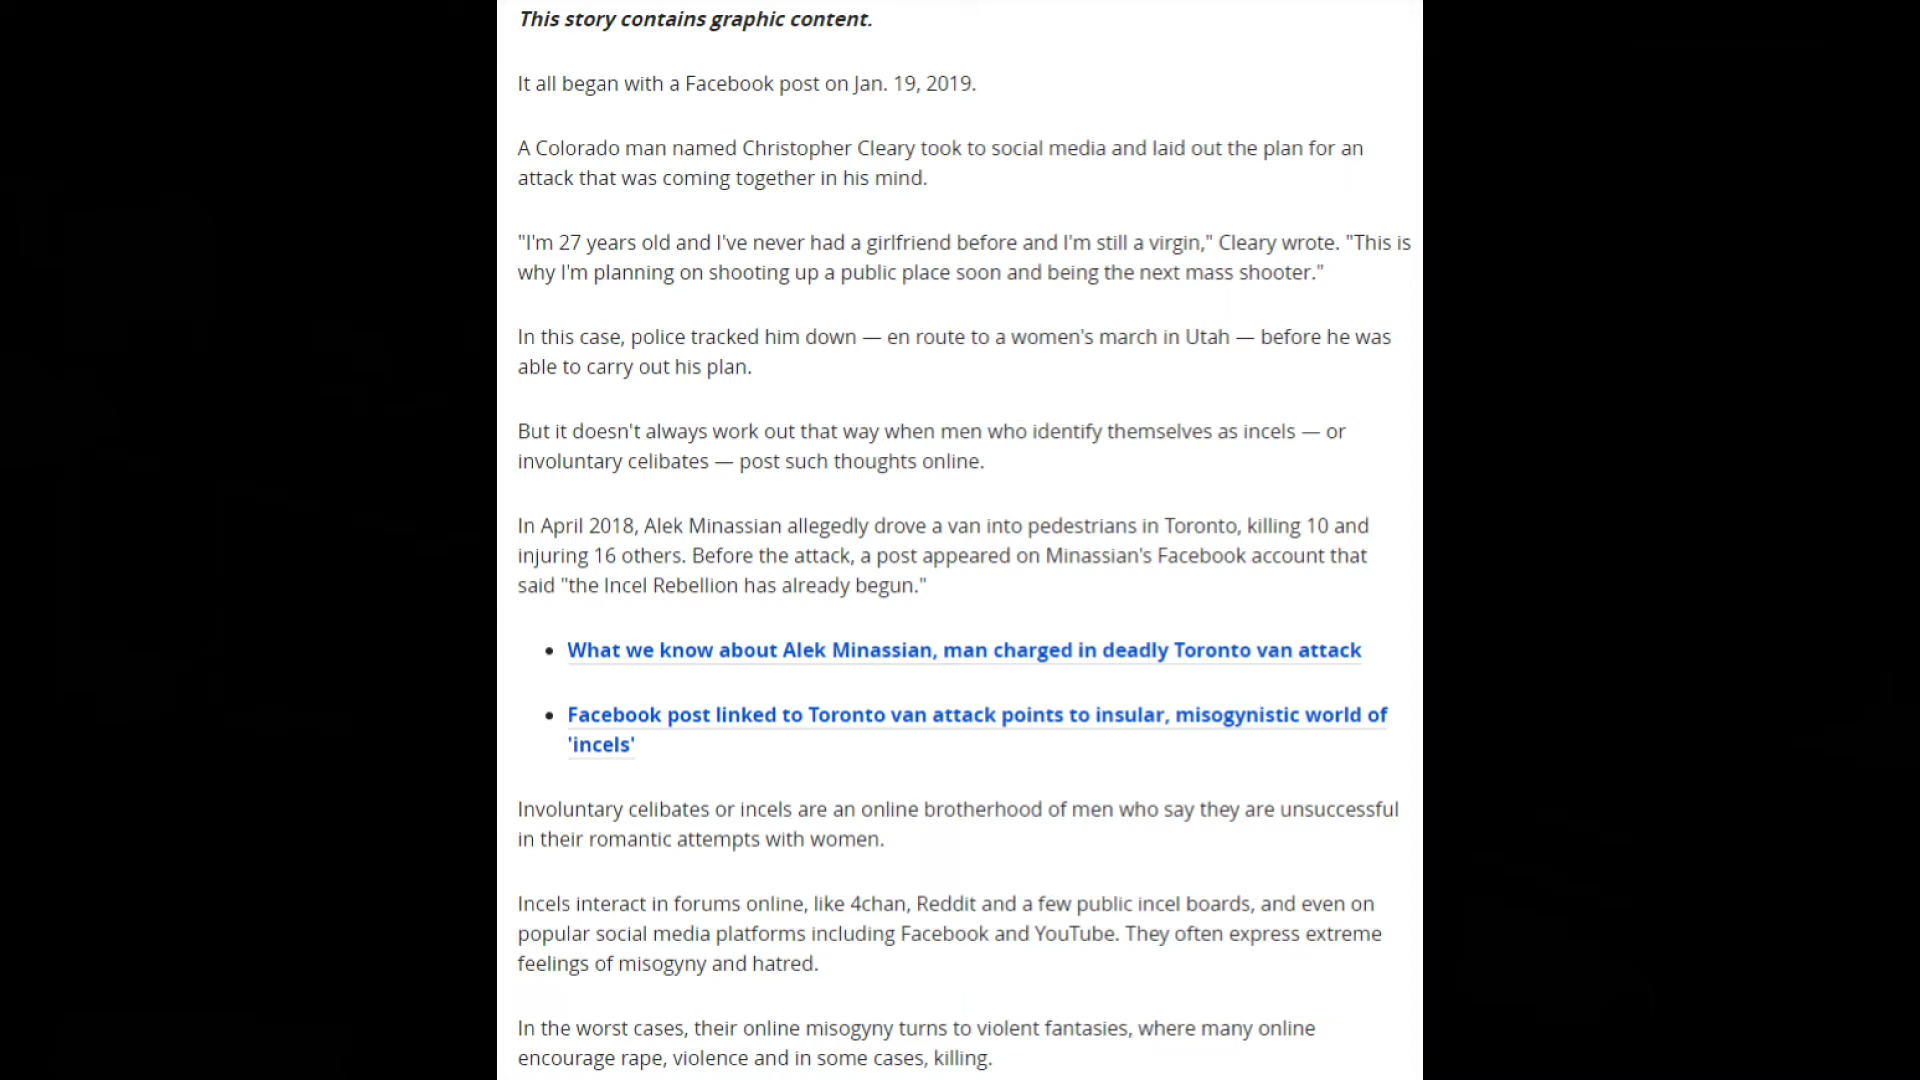 This story contains graphic content.
It all began with a Facebook post on Jan. 19, 2019.
A Colorado man named Christopher Cleary took to social media and laid out the plan for an
attack that was coming together in his mind.
"I'm 27 years old and I've never had a girlfriend before and I'm still a virgin," Cleary wrote. "This is
why I'm planning on shooting up a public place soon and being the next mass shooter."
In this case, police tracked him down — en route to a women's march in Utah — before he was
able to carry out his plan.
But it doesn't always work out that way when men who identify themselves as incels — or
involuntary celibates — post such thoughts online.
In April 2018, Alek Minassian allegedly drove a van into pedestrians in Toronto, killing 10 and
injuring 16 others. Before the attack, a post appeared on Minassian's Facebook account that
said "the Incel Rebellion has already begun."
• What we know about Alek Minassian, man charged in deadly Toronto van attack
• Facebook post linked to Toronto van attack points to insular, misogynistic world of
'incels'
Involuntary celibates or incels are an online brotherhood of men who say they are unsuccessful
in their romantic attempts with women.
Incels interact in forums online, like 4chan, Reddit and a few public incel boards, and even on
popular social media platforms including Facebook and YouTube. They often express extreme
feelings of misogyny and hatred.
In the worst cases, their online misogyny turns to violent fantasies, where many online
encourage rape, violence and in some cases, killing.